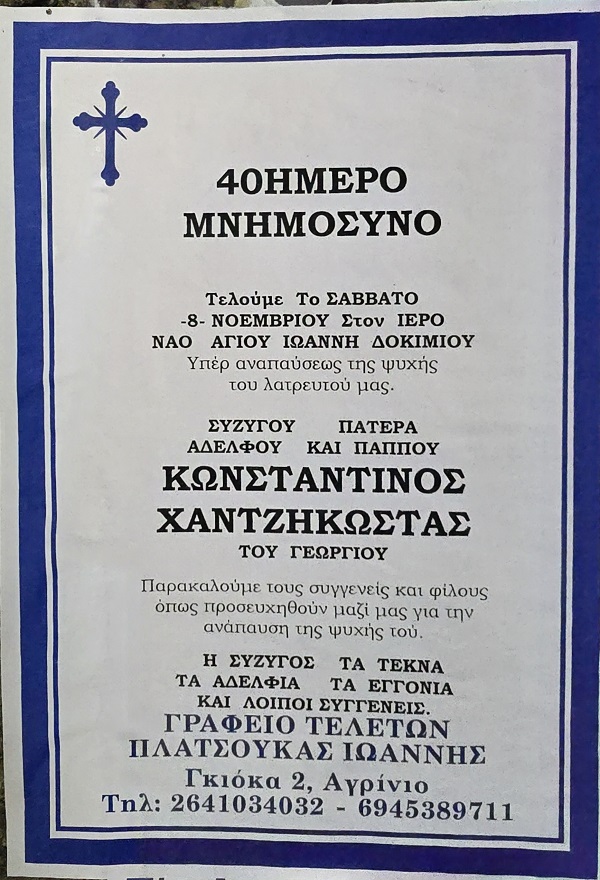 40ΗΜΕΡΟ
ΜΝΗΜΟΣΥΝΟ
Τελούμε Το ΣΑΒΒΑΤΟ
-8- ΝΟΕΜΒΡΙΟΥ Στον ΙΕΡΟ
ΝΑΟ ΑΓΙΟΥ ΙΩΑΝΝΗ ΔΟΚΙΜΙΟΥ
Υπέρ αναπαύσεως της ψυχής
του λατρευτού μας.
ΣΥΖΥΓΟΥ ΠΑΤΕΡΑ
ΑΔΕΛΦΟΥ ΚΑΙ ΠΑΠΠΟΥ
ΚΩΝΣΤΑΝΤΙΝΟΣ
ΧΑΝΤΖΗΚΩΣΤΑΣ
ΤΟΥ ΓΕΩΡΓΙΟΥ
Παρακαλούμε τους συγγενείς και φίλους
όπως προσευχηθούν μαζί μας για την
ανάπαυση της ψυχής τού.
Η ΣΥΖΥΓΟΣ ΤΑ ΤΕΚΝΑ
ΤΑ ΑΔΕΛΦΙΑ ΤΑ ΕΓΓΟΝΙΑ
ΚΑΙ ΛΟΙΠΟΙ ΣΥΓΓΕΝΕΙΣ.
ΓΡΑΦΕΙΟ ΤΕΛΕΤΩΝ
ΠΛΑΤΣΟΥΚΑΣ ΙΩΑΝΝΗΣ
Γκιόκα 2, Αγρίνιο
Τηλ: 2641034032 - 6945389711